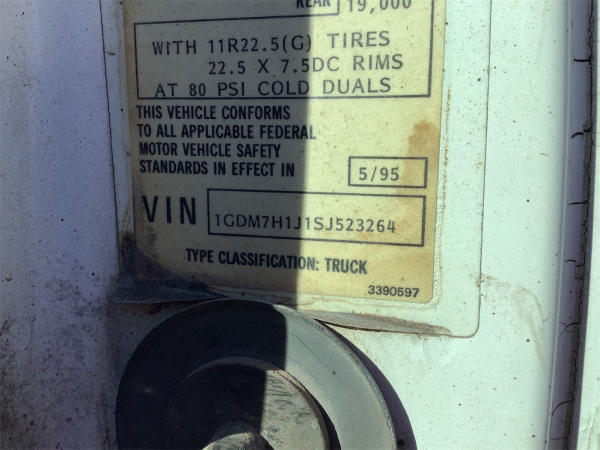 REAR 19,000
WITH 11R22.5(G) TIRES
22.5 X 7.5DC RIMS
AT 80 PSI COLD DUALS
THIS VEHICLE CONFORMS
TO ALL APPLICABLE FEDERAL
MOTOR VEHICLE SAFETY
STANDARDS IN EFFECT IN 5/95
VIN 1GDM7H1J1SJ523264
TYPE CLASSIFICATION: TRUCK
3390597